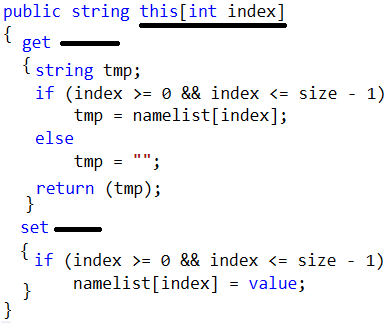 public string this[int index]
{ get
{ string tmp;
if (index >= 0 && index <= size - 1)
tmp = namelist[index];
else
tmp = "";
return (tmp);
}
set
{ if (index >= 0 && index <= size - 1)
} namelist[index] = value;
}